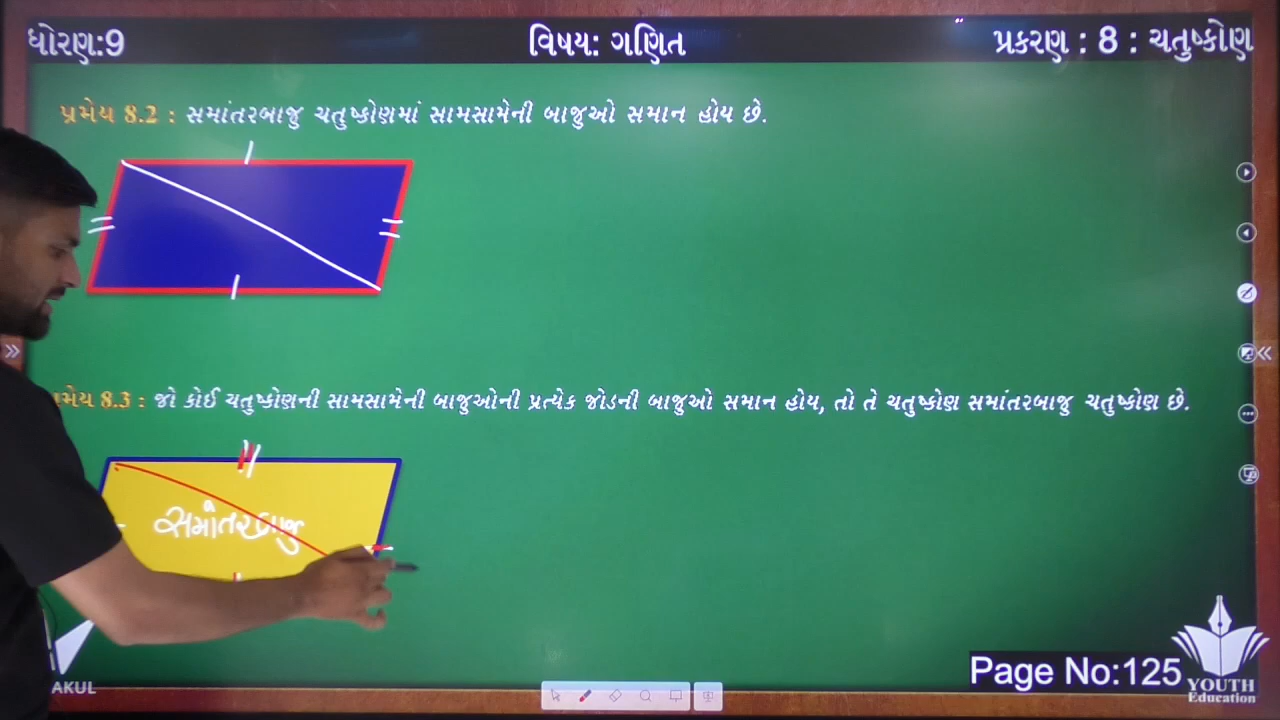 ધોરણ:9 વિષય: ગણિત પ્રકરણ : 8 : ચતુષ્કોણ
પ્રમેય 8.2 : સમાંતરબાજુ ચતુષ્કોણમાં સામસામેની બાજુઓ સમાન હોય છે.
મેય 8.3 : જો કોઈ ચતુષ્કોણની સામસામેની બાજુઓની પ્રત્યેક જોડની બાજુઓ સમાન હોય, તો તે ચતુષ્કોણ સમાંતરબાજુ ચતુષ્કોણ છે.
સમાંતરબાજુ
Page No:125
YOUTH
Education
AKUL